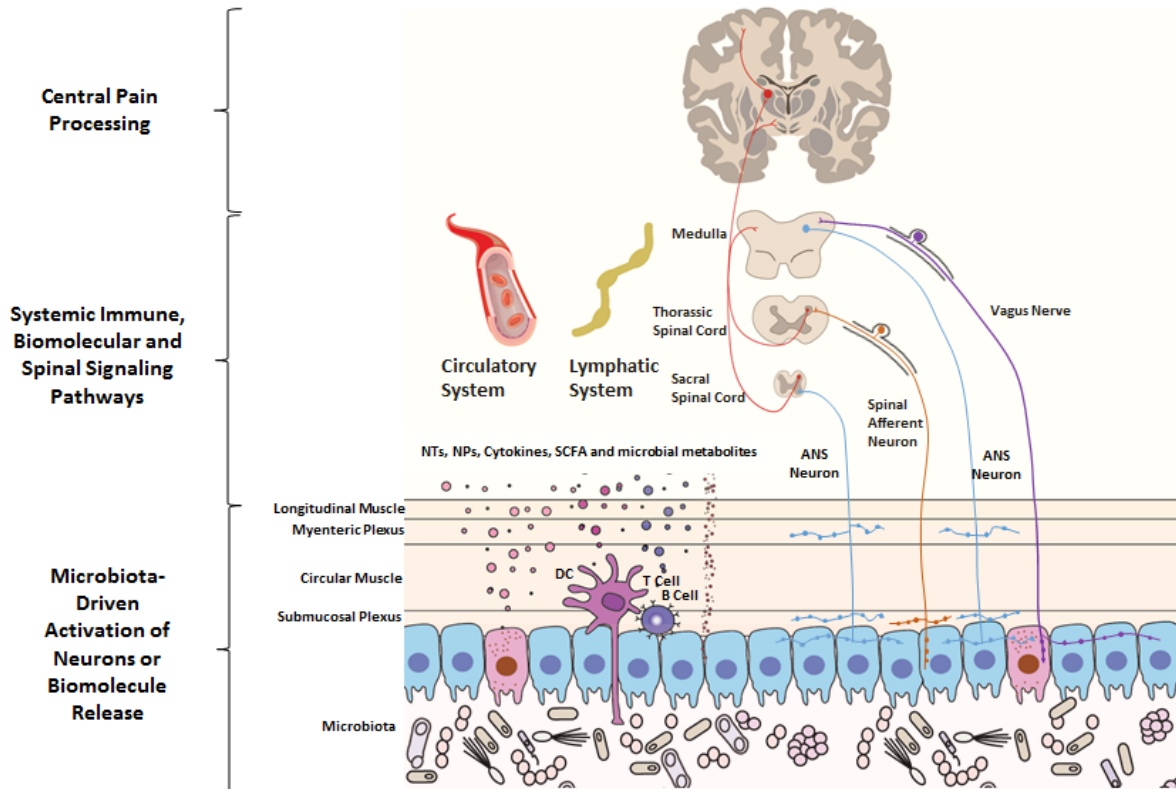 Central Pain
Processing
Systemic Immune,
Biomolecular and
Spinal Signaling
Pathways
Microbiota-
Driven
Activation of
Neurons or
Biomolecule
Release
Medulla
Thorassic
Spinal Cord
Sacral
Spinal Cord
Circulatory
System
Lymphatic
System
Vagus Nerve
Spinal
Afferent
Neuron
ANS
Neuron
ANS
Neuron
NTs, NPs, Cytokines, SCFA and microbial metabolites
Longitudinal Muscle
Myenteric Plexus
Circular Muscle
Submucosal Plexus
DC
T Cell
B Cell
Microbiota